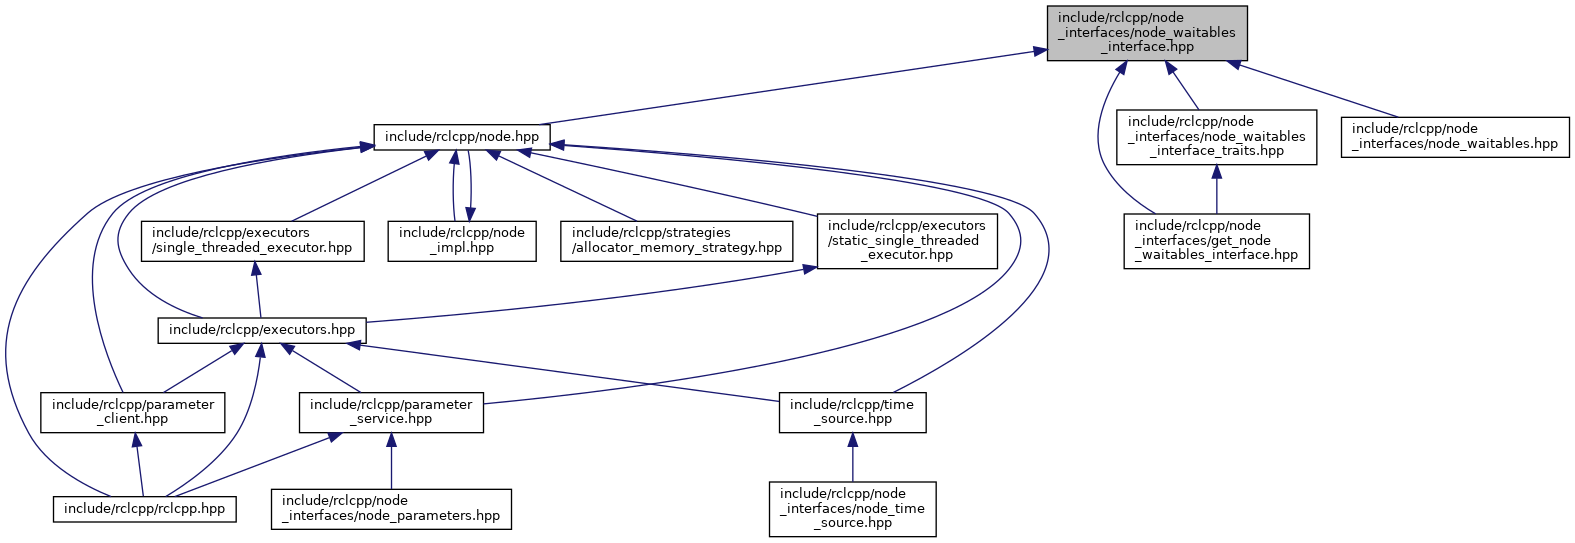 include/rclcpp/node
_interfaces/node_waitables
_interface.hpp
include/rclcpp/node.hpp
include/rclcpp/node
_interfaces/node_waitables
_interface_traits.hpp
include/rclcpp/node
_interfaces/node_waitables.hpp
include/rclcpp/executors
/single_threaded_executor.hpp
include/rclcpp/node
_impl.hpp
include/rclcpp/strategies
/allocator_memory_strategy.hpp
include/rclcpp/executors
/static_single_threaded
_executor.hpp
include/rclcpp/node
_interfaces/get_node
_waitables_interface.hpp
include/rclcpp/executors.hpp
include/rclcpp/parameter
_client.hpp
include/rclcpp/parameter
_service.hpp
include/rclcpp/time
_source.hpp
include/rclcpp/rclcpp.hpp
include/rclcpp/node
_interfaces/node_parameters.hpp
include/rclcpp/node
_interfaces/node_time
_source.hpp